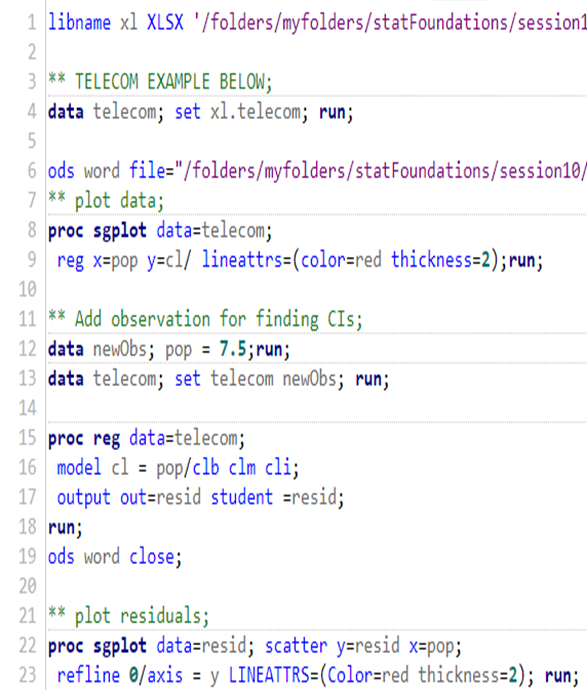 1 libname xl XLSX '/folders/myfolders/statFoundations/session1
2
3 ** TELECOM EXAMPLE BELOW;
4 data telecom; set xl.telecom; run;
5
6 ods word file="/folders/myfolders/statFoundations/session10/
7 ** plot data;
8 proc sgplot data=telecom;
9 reg x=pop y=cl/ lineattrs=(color=red thickness=2);run;
10
11 ** Add observation for finding CIs;
12 data newObs; pop = 7.5;run;
13 data telecom; set telecom newObs; run;
14
15 proc reg data=telecom;
16 model cl = pop/clb clm cli;
17 output out=resid student =resid;
18 run;
19 ods word close;
20
21 ** plot residuals;
22 proc sgplot data=resid; scatter y=resid x=pop;
23 refline 0/axis = y LINEATTRS=(Color=red thickness=2); run;